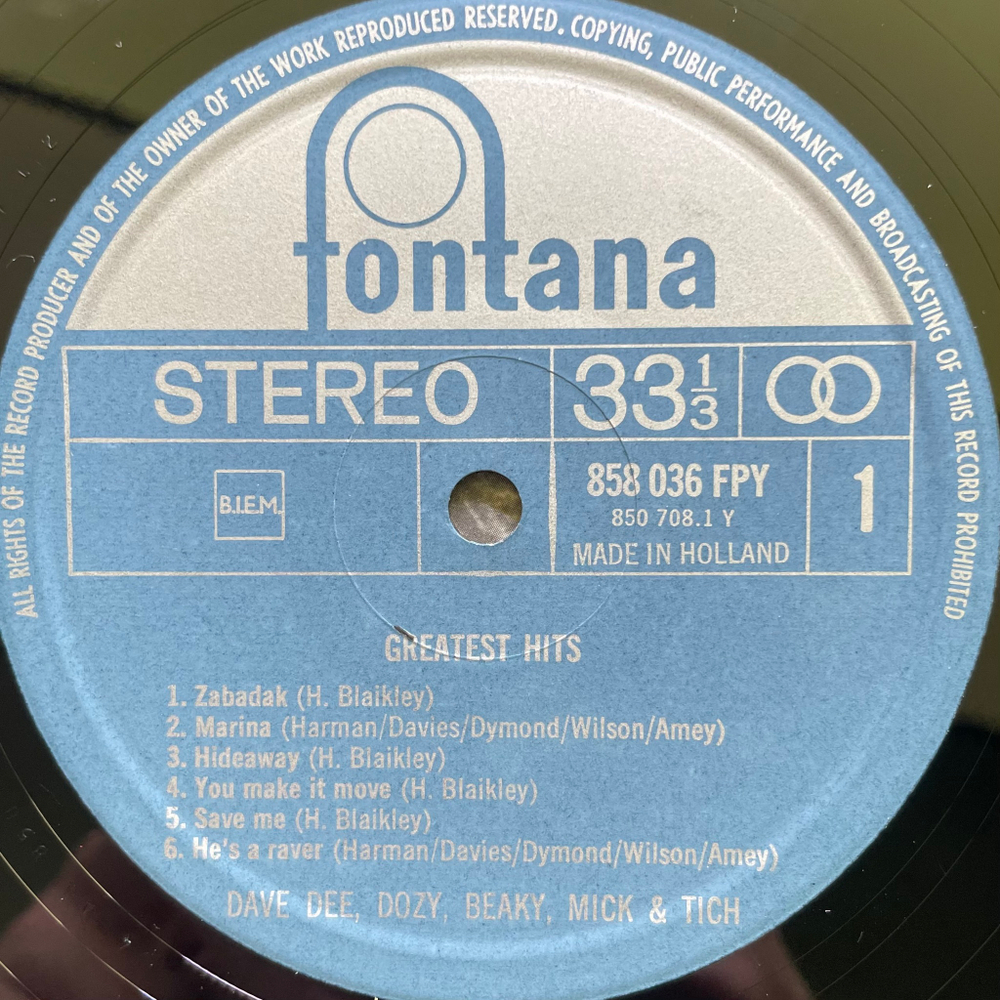 ALL RIGHTS OF THE RECORD PRODUCER AND OF THE OWNER OF THE WORK REPRODUCED RESERVED. COPYING, PUBLIC PERFORMANCE AND BROADCASTING OF THIS RECORD PROHIBITED
fontana
STEREO 33 1/3
B.I.E.M. 858 036 FPY 1
850 708.1 Y
MADE IN HOLLAND
GREATEST HITS
1. Zabadak (H. Blaikley)
2. Marina (Harman/Davies/Dymond/Wilson/Amey)
3. Hideaway (H. Blaikley)
4. You make it move (H. Blaikley)
5. Save me (H. Blaikley)
6. He's a raver (Harman/Davies/Dymond/Wilson/Amey)
DAVE DEE, DOZY, BEAKY, MICK & TICH